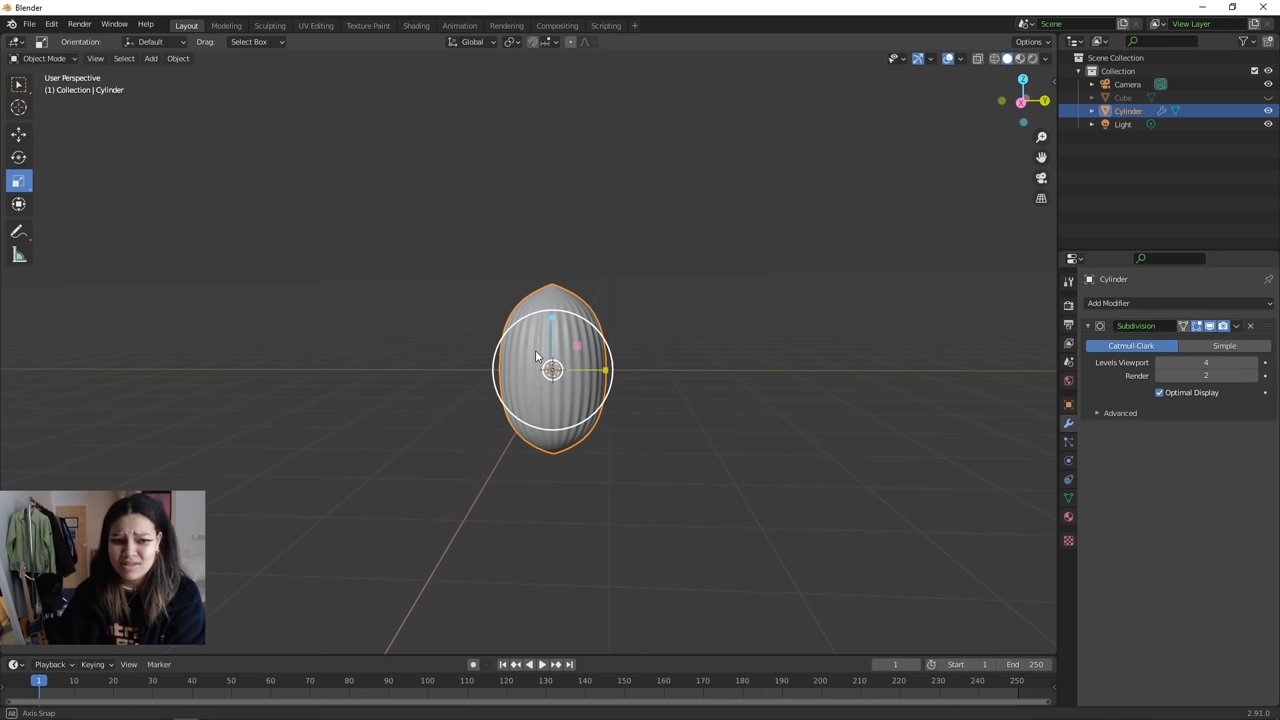 Blender
File Edit Render Window Help Layout Modeling Sculpting UV Editing Texture Paint Shading Animation Rendering Compositing Scripting + Scene View Layer
Orientation: Default Drag: Select Box Global Options
Object Mode View Select Add Object
User Perspective
(1) Collection | Cylinder
Z
Y
X
Scene Collection
Collection
Camera
Cube
Cylinder
Light
Cylinder
Add Modifier
Subdivision
Catmull-Clark Simple
Levels Viewport 4
Render 2
Optimal Display
Advanced
Playback Keying View Marker 1 Start 1 End 250
1 10 20 30 40 50 60 70 80 90 100 110 120 130 140 150 160 170 180 190 200 210 220 230 240 250
Alt Axis Snap 2.91.0